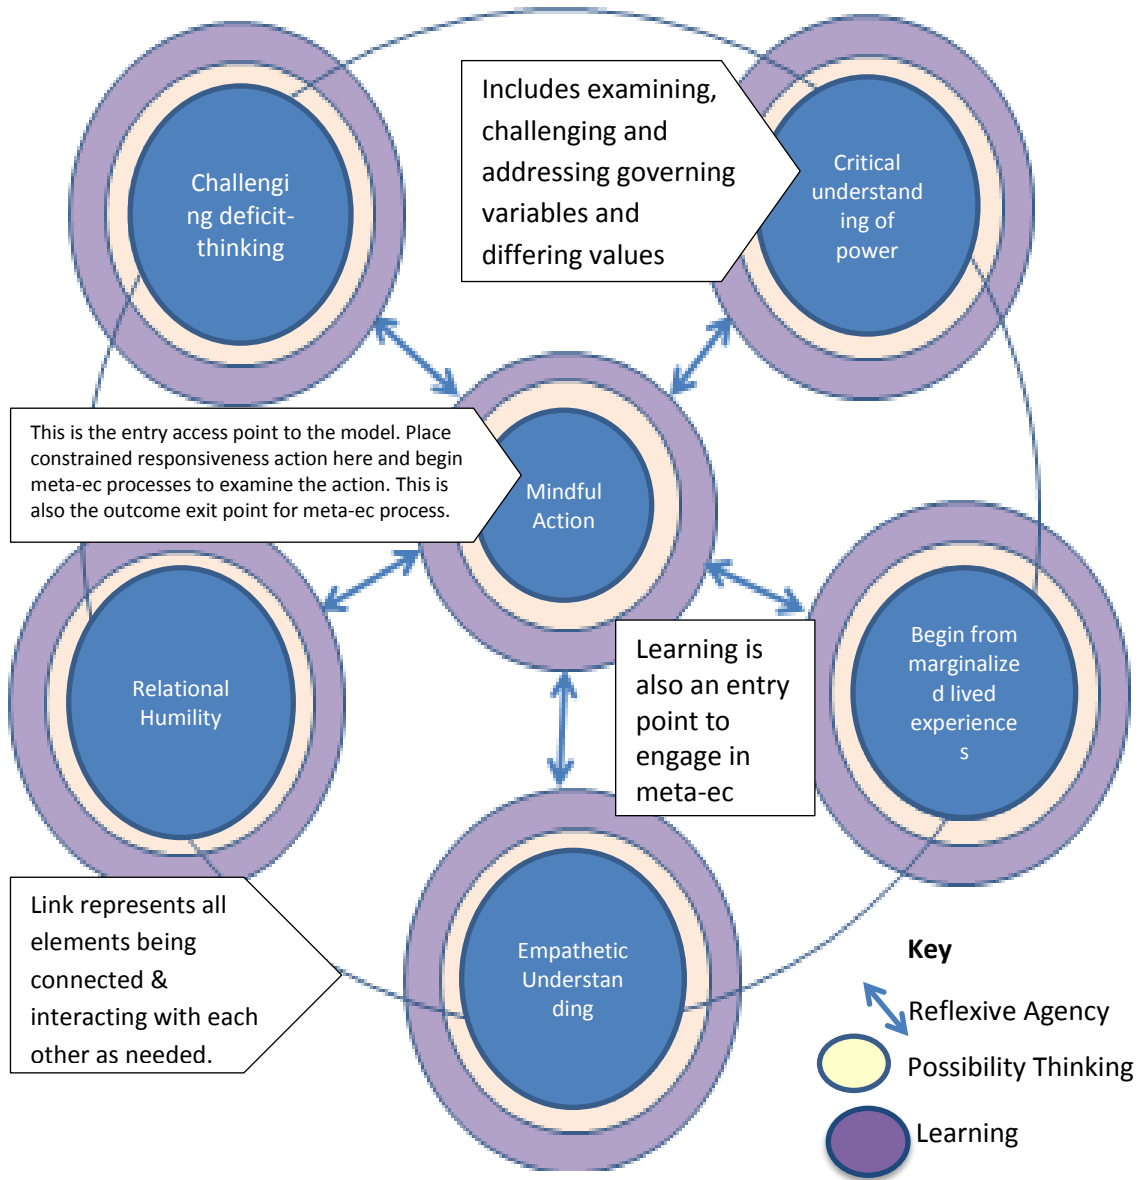 Challengi
ng deficit-
thinking
Includes examining,
challenging and
addressing governing
variables and
differing values
Critical
understand
ing of
power
This is the entry access point to the model. Place
constrained responsiveness action here and begin
meta-ec processes to examine the action. This is
also the outcome exit point for meta-ec process.
Mindful
Action
Relational
Humility
Learning is
also an entry
point to
engage in
meta-ec
Begin from
marginalize
d lived
experience
s
Link represents all
elements being
connected &
interacting with each
other as needed.
Empathetic
Understan
ding
Key
Reflexive Agency
Possibility Thinking
Learning